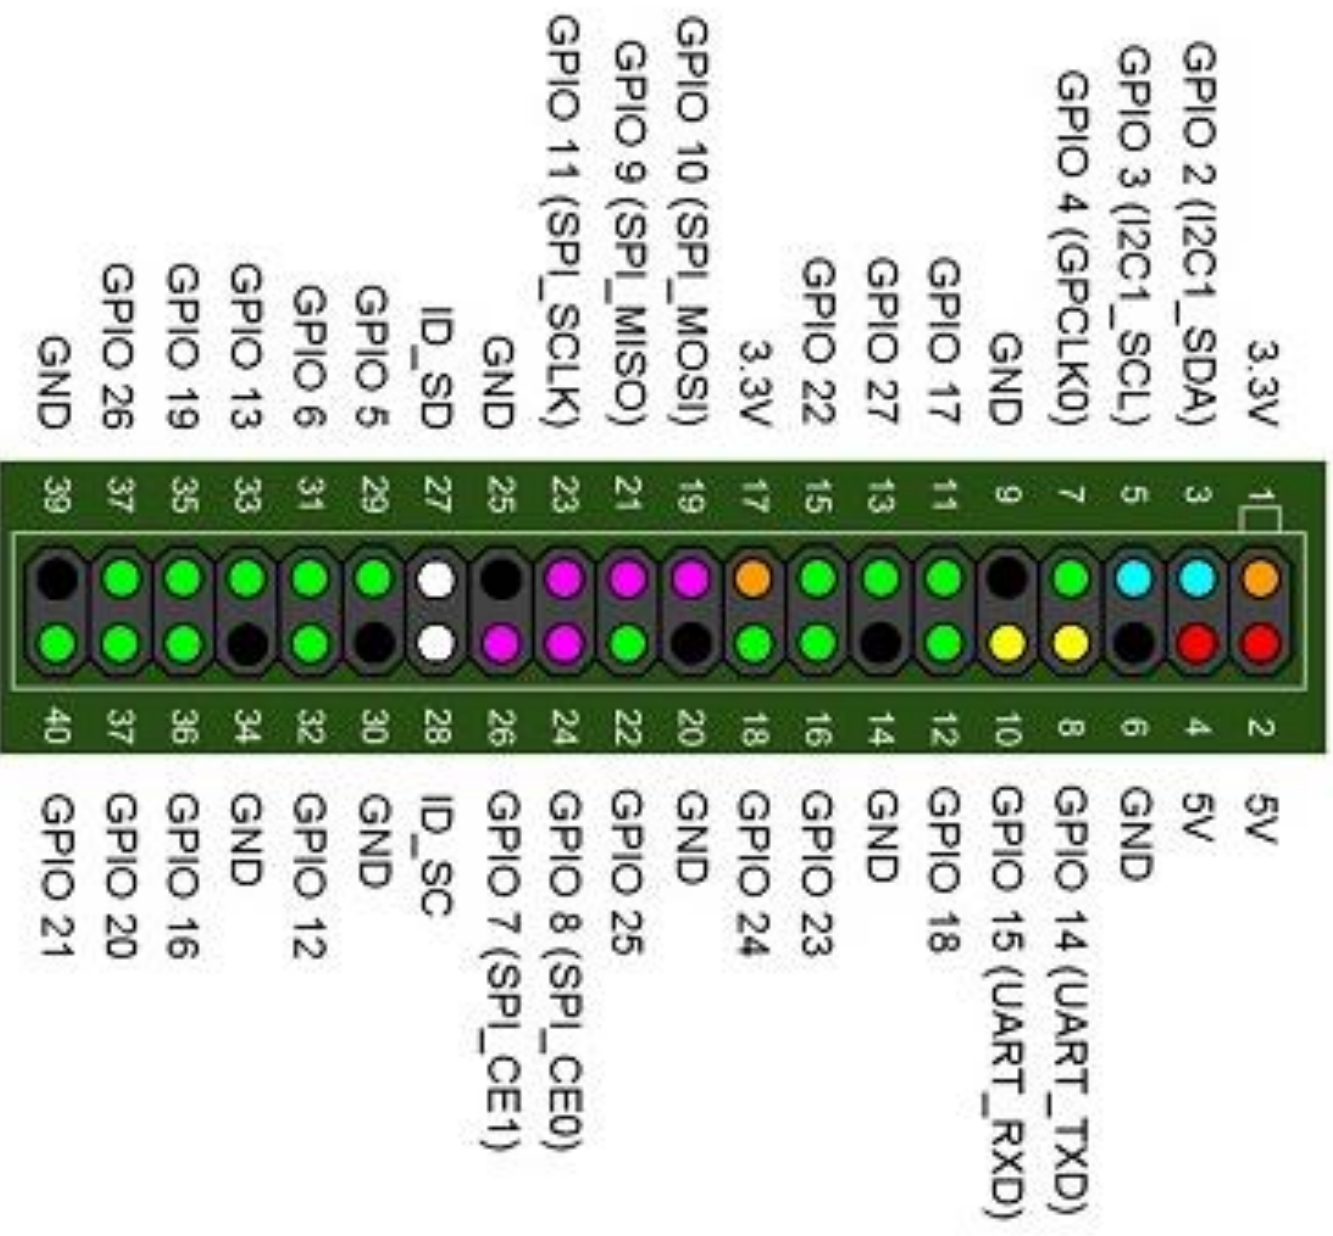 3.3V 1 2 5V
GPIO 2 (I2C1_SDA) 3 4 5V
GPIO 3 (I2C1_SCL) 5 6 GND
GPIO 4 (GPCLK0) 7 8 GPIO 14 (UART_TXD)
GND 9 10 GPIO 15 (UART_RXD)
GPIO 17 11 12 GPIO 18
GPIO 27 13 14 GND
GPIO 22 15 16 GPIO 23
3.3V 17 18 GPIO 24
GPIO 10 (SPI_MOSI) 19 20 GND
GPIO 9 (SPI_MISO) 21 22 GPIO 25
GPIO 11 (SPI_SCLK) 23 24 GPIO 8 (SPI_CE0)
GND 25 26 GPIO 7 (SPI_CE1)
ID_SD 27 28 ID_SC
GPIO 5 29 30 GND
GPIO 6 31 32 GPIO 12
GPIO 13 33 34 GND
GPIO 19 35 36 GPIO 16
GPIO 26 37 37 GPIO 20
GND 39 40 GPIO 21